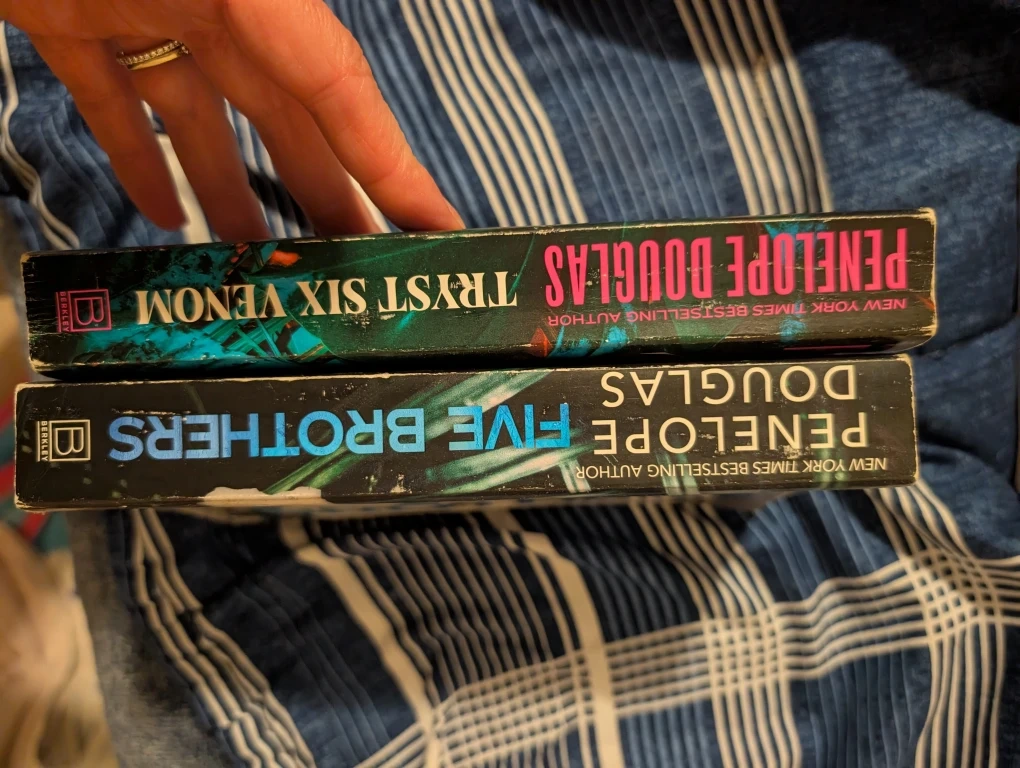 NEW YORK TIMES BESTSELLING AUTHOR
PENELOPE DOUGLAS
TRYST SIX VENOM
B
BERKLEY
NEW YORK TIMES BESTSELLING AUTHOR
PENELOPE
DOUGLAS
FIVE BROTHERS
B
BERKLEY